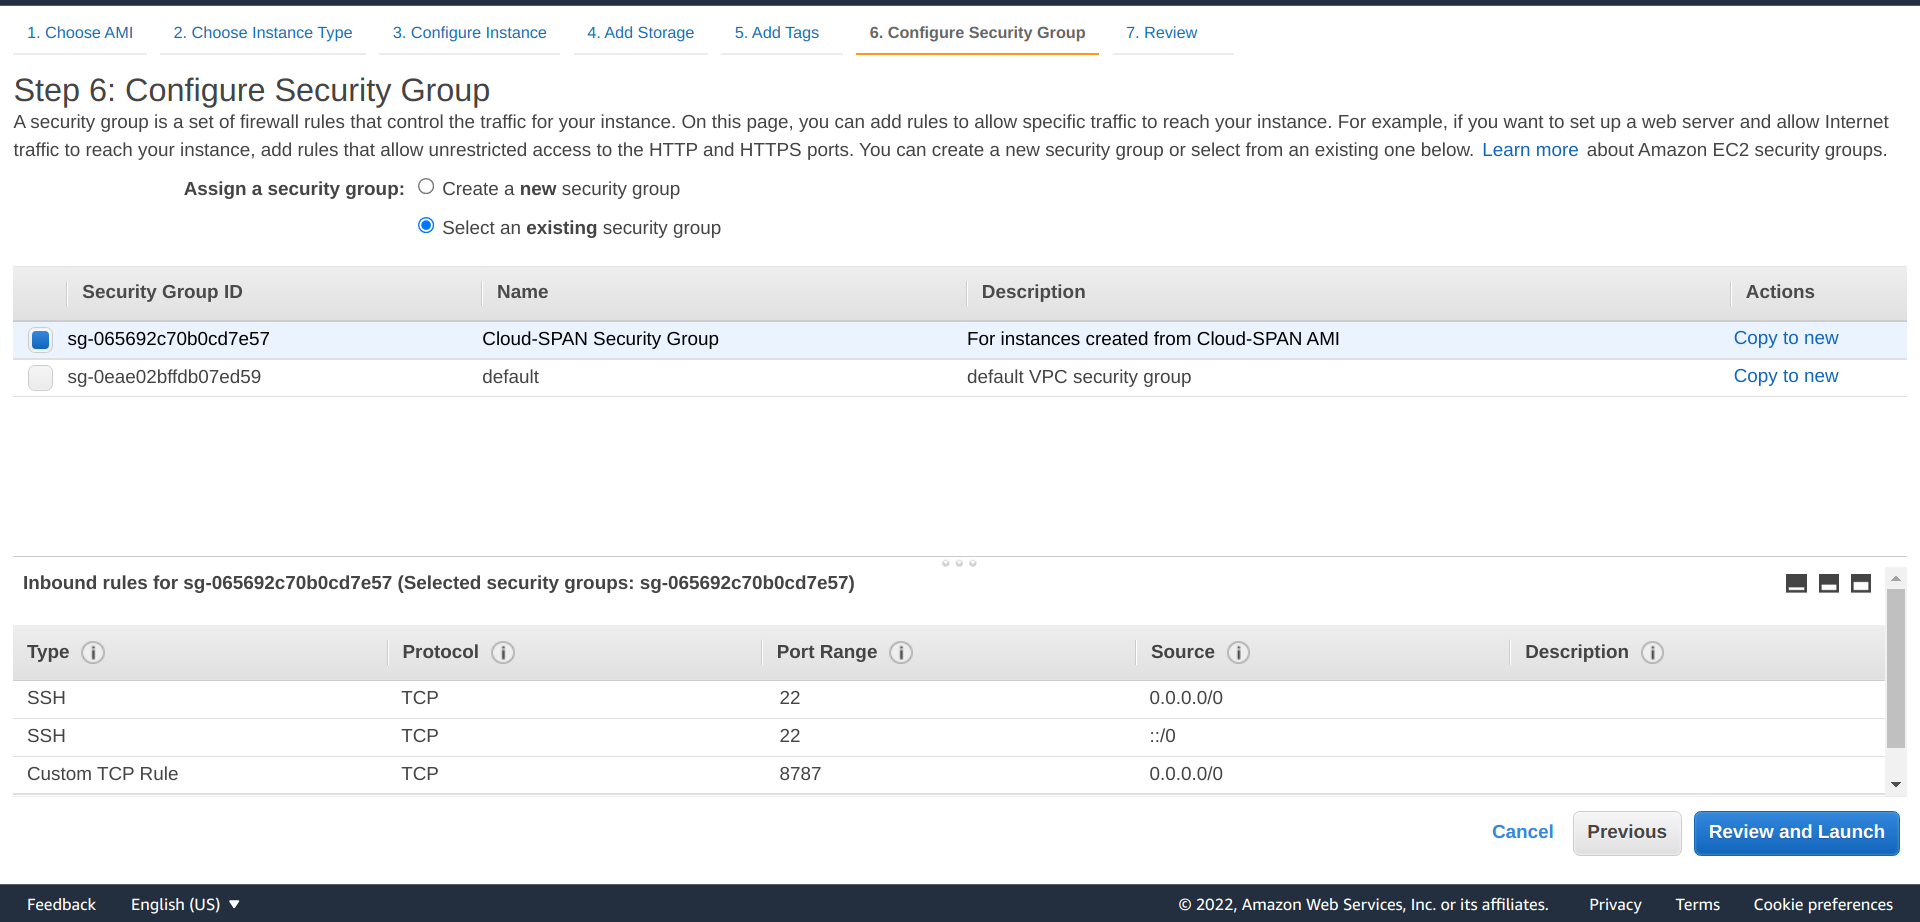 1. Choose AMI 2. Choose Instance Type 3. Configure Instance 4. Add Storage 5. Add Tags 6. Configure Security Group 7. Review
Step 6: Configure Security Group
A security group is a set of firewall rules that control the traffic for your instance. On this page, you can add rules to allow specific traffic to reach your instance. For example, if you want to set up a web server and allow Internet
traffic to reach your instance, add rules that allow unrestricted access to the HTTP and HTTPS ports. You can create a new security group or select from an existing one below. Learn more about Amazon EC2 security groups.
Assign a security group: Create a new security group
Select an existing security group
Security Group ID Name Description Actions
sg-065692c70b0cd7e57 Cloud-SPAN Security Group For instances created from Cloud-SPAN AMI Copy to new
sg-0eae02bffdb07ed59 default default VPC security group Copy to new
Inbound rules for sg-065692c70b0cd7e57 (Selected security groups: sg-065692c70b0cd7e57)
Type i Protocol i Port Range i Source i Description i
SSH TCP 22 0.0.0.0/0
SSH TCP 22 ::/0
Custom TCP Rule TCP 8787 0.0.0.0/0
Cancel Previous Review and Launch
Feedback English (US) © 2022, Amazon Web Services, Inc. or its affiliates. Privacy Terms Cookie preferences